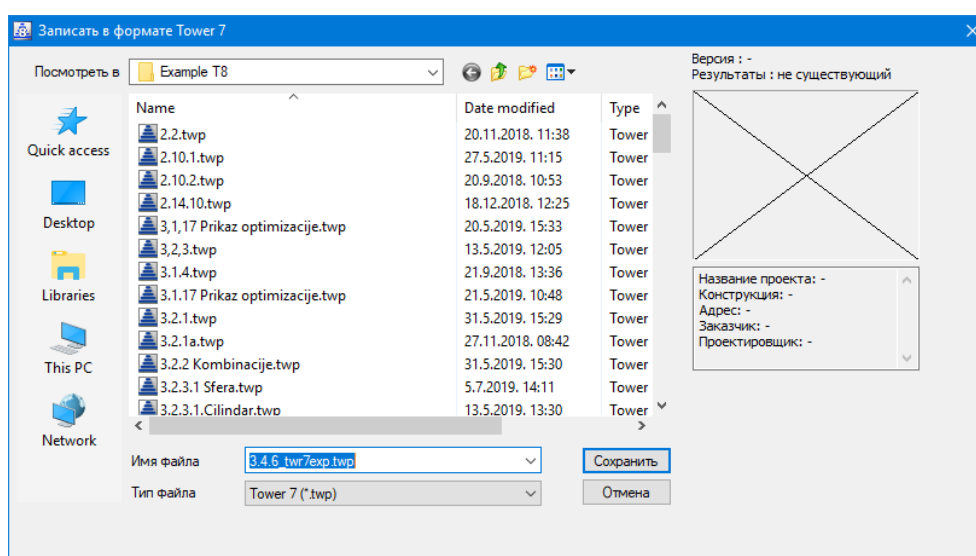 Записать в формате Tower 7
Посмотреть в Example T8
Версия : -
Результаты : не существующий
Name Date modified Type
2.2.twp 20.11.2018. 11:38 Tower
2.10.1.twp 27.5.2019. 11:15 Tower
2.10.2.twp 20.9.2018. 10:53 Tower
2.14.10.twp 18.12.2018. 12:25 Tower
3,1,17 Prikaz optimizacije.twp 20.5.2019. 15:33 Tower
3,2,3.twp 13.5.2019. 12:05 Tower
3.1.4.twp 21.9.2018. 13:36 Tower
3.1.17 Prikaz optimizacije.twp 21.5.2019. 10:48 Tower
3.2.1.twp 31.5.2019. 15:29 Tower
3.2.1a.twp 27.11.2018. 08:42 Tower
3.2.2 Kombinacije.twp 31.5.2019. 15:30 Tower
3.2.3.1 Sfera.twp 5.7.2019. 14:11 Tower
3.2.3.1.Cilindar.twp 13.5.2019. 13:30 Tower
Quick access
Desktop
Libraries
This PC
Network
Название проекта: -
Конструкция: -
Адрес: -
Заказчик: -
Проектировщик: -
Имя файла 3.4.6_twr7exp.twp Сохранить
Тип файла Tower 7 (*.twp) Отмена